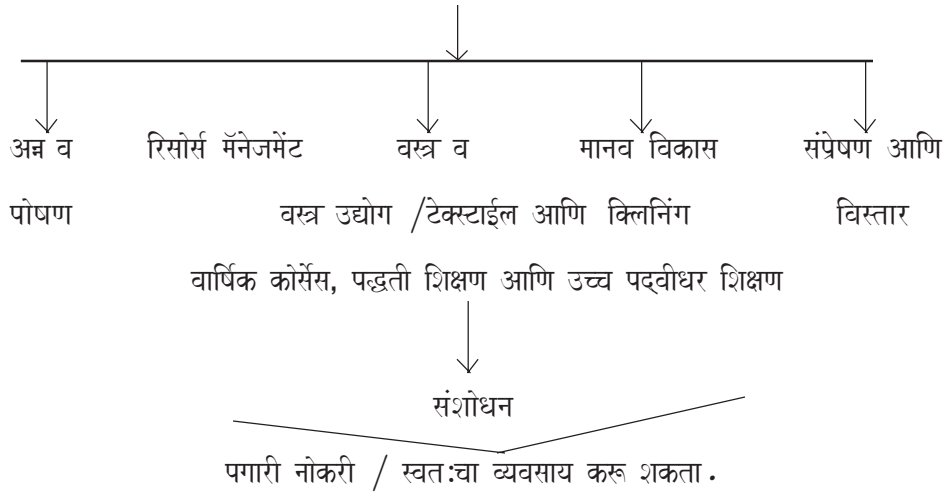 अन्न व रिसोर्स मॅनेजमेंट वस्त्र व मानव विकास संप्रेषण आणि
पोषण वस्त्र उद्योग /टेक्स्टाईल आणि क्लिनिंग विस्तार
वार्षिक कोर्सेस, पद्धती शिक्षण आणि उच्च पद्वीधर शिक्षण
संशोधन
पगारी नोकरी / स्वत:चा व्यवसाय करू शकता.